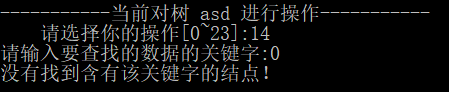 -----------当前对树 asd 进行操作-----------
请选择你的操作[0~23]:14
请输入要查找的数据的关键字:0
没有找到含有该关键字的结点!